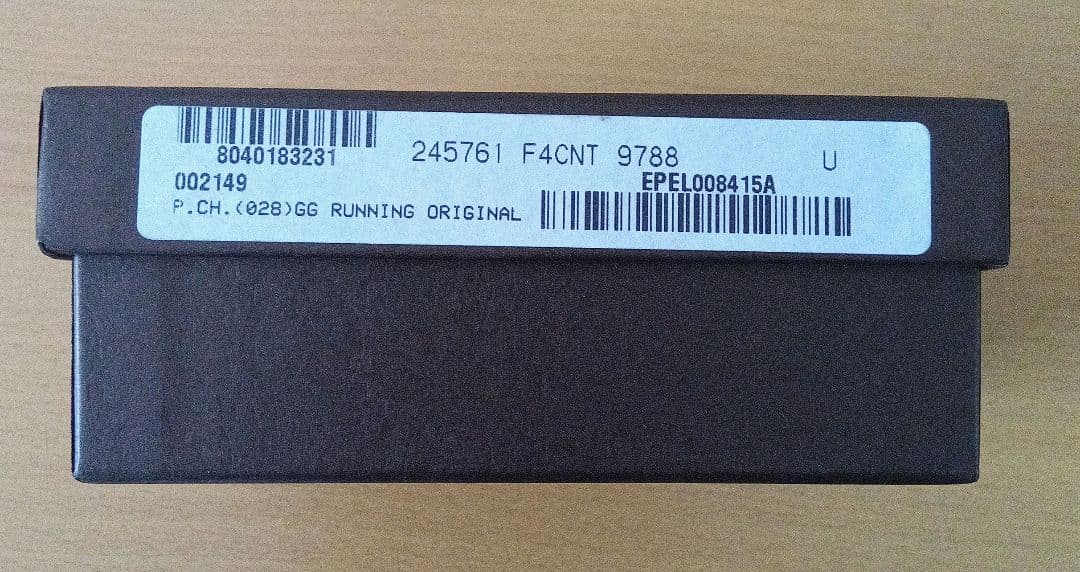 8040183231
245761 F4CNT 9788 U
002149
EPEL008415A
P.CH.(028)GG RUNNING ORIGINAL